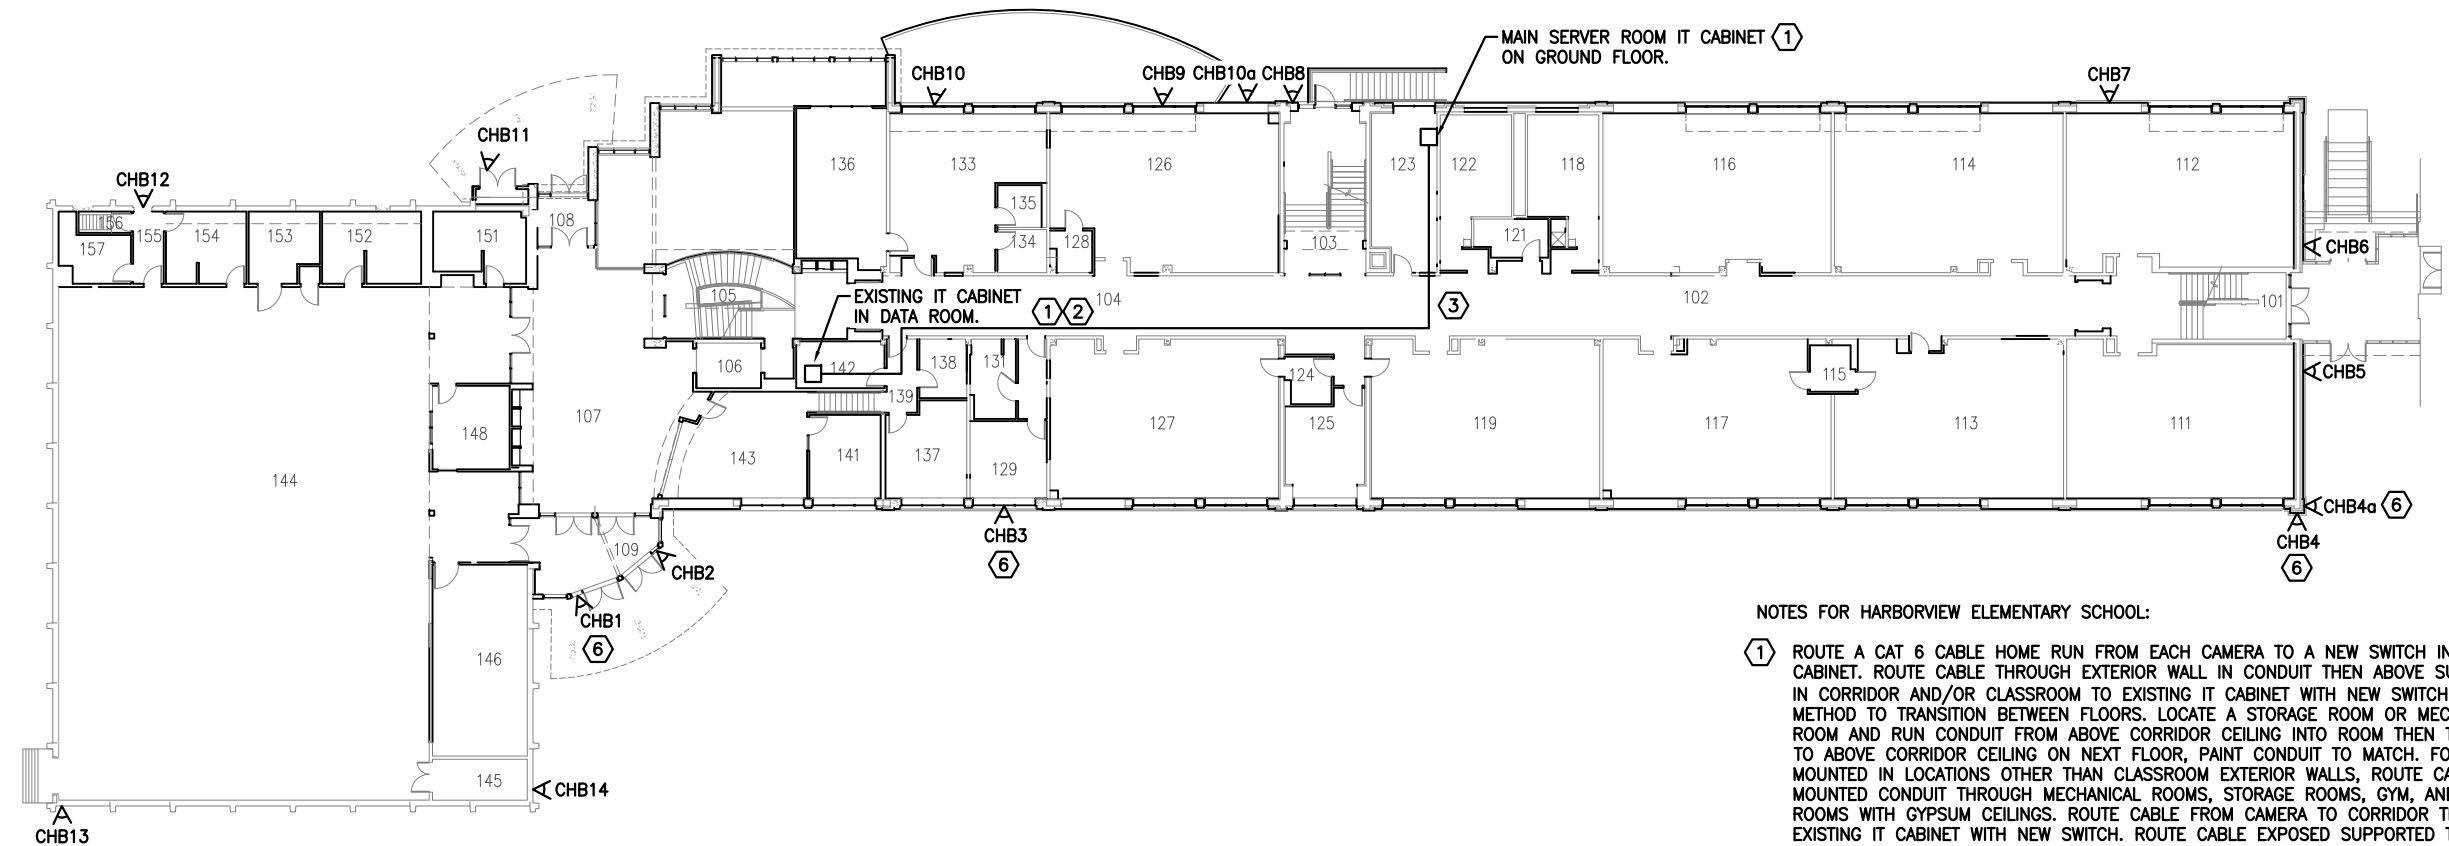 MAIN SERVER ROOM IT CABINET 1
ON GROUND FLOOR.
CHB10
CHB9
CHB10a
CHB8
CHB7
CHB11
CHB12
136
133
126
123
122
118
116
114
112
156
155
157
154
153
152
151
108
135
134
128
103
121
CHB6
105
EXISTING IT CABINET
IN DATA ROOM.
1 2
104
3
102
101
106
142
138
131
124
115
CHB5
139
148
107
143
141
137
129
127
125
119
117
113
111
144
CHB4a 6
109
CHB2
CHB3
6
CHB4
6
CHB1
6
146
145
CHB14
CHB13
NOTES FOR HARBORVIEW ELEMENTARY SCHOOL:
1 ROUTE A CAT 6 CABLE HOME RUN FROM EACH CAMERA TO A NEW SWITCH IN
CABINET. ROUTE CABLE THROUGH EXTERIOR WALL IN CONDUIT THEN ABOVE
IN CORRIDOR AND/OR CLASSROOM TO EXISTING IT CABINET WITH NEW SWITCH
METHOD TO TRANSITION BETWEEN FLOORS. LOCATE A STORAGE ROOM OR
ROOM AND RUN CONDUIT FROM ABOVE CORRIDOR CEILING INTO ROOM THEN
TO ABOVE CORRIDOR CEILING ON NEXT FLOOR, PAINT CONDUIT TO MATCH.
MOUNTED IN LOCATIONS OTHER THAN CLASSROOM EXTERIOR WALLS, ROUTE
MOUNTED CONDUIT THROUGH MECHANICAL ROOMS, STORAGE ROOMS, GYM,
ROOMS WITH GYPSUM CEILINGS. ROUTE CABLE FROM CAMERA TO CORRIDOR
EXISTING IT CABINET WITH NEW SWITCH. ROUTE CABLE EXPOSED SUPPORTED